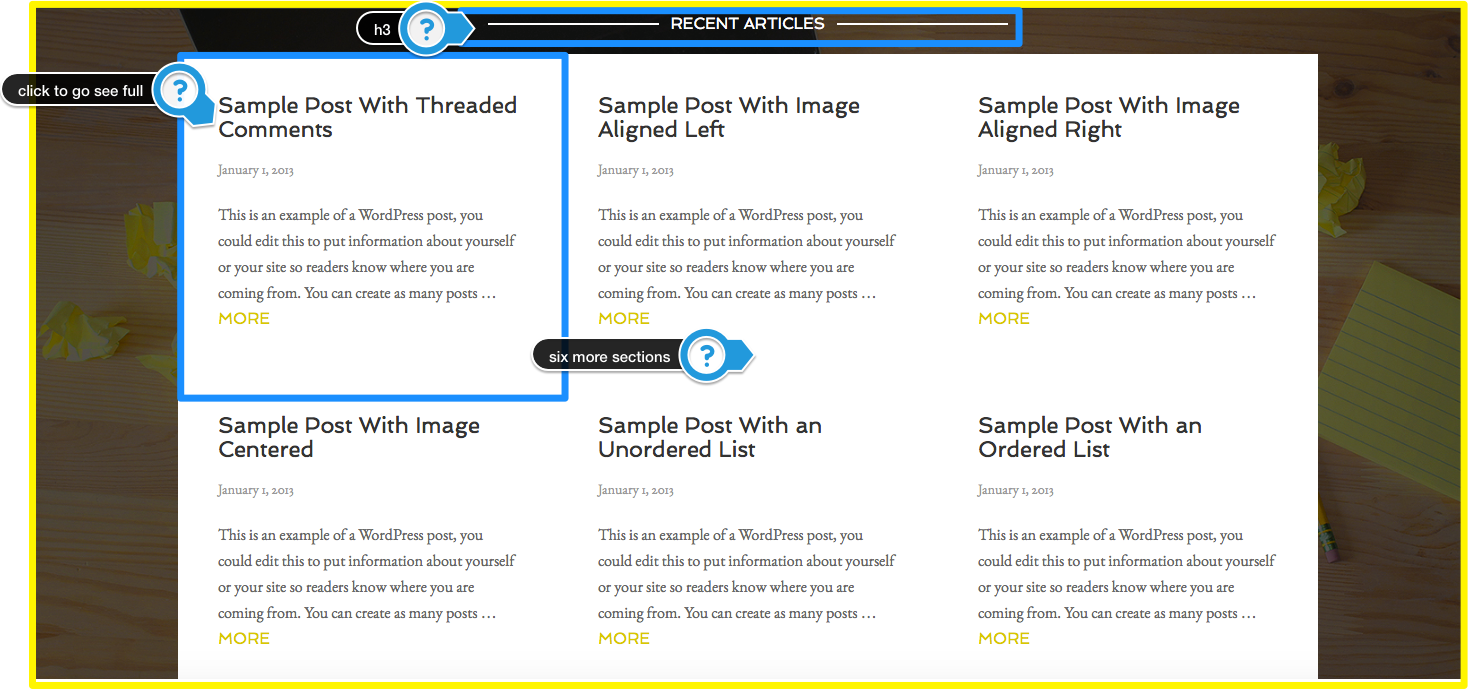 h3
?
RECENT ARTICLES
click to go see full
?
Sample Post With Threaded
Comments
January 1, 2013
This is an example of a WordPress post, you
could edit this to put information about yourself
or your site so readers know where you are
coming from. You can create as many posts …
MORE
Sample Post With Image
Aligned Left
January 1, 2013
This is an example of a WordPress post, you
could edit this to put information about yourself
or your site so readers know where you are
coming from. You can create as many posts …
MORE
Sample Post With Image
Aligned Right
January 1, 2013
This is an example of a WordPress post, you
could edit this to put information about yourself
or your site so readers know where you are
coming from. You can create as many posts …
MORE
six more sections
?
Sample Post With Image
Centered
January 1, 2013
This is an example of a WordPress post, you
could edit this to put information about yourself
or your site so readers know where you are
coming from. You can create as many posts …
MORE
Sample Post With an
Unordered List
January 1, 2013
This is an example of a WordPress post, you
could edit this to put information about yourself
or your site so readers know where you are
coming from. You can create as many posts …
MORE
Sample Post With an
Ordered List
January 1, 2013
This is an example of a WordPress post, you
could edit this to put information about yourself
or your site so readers know where you are
coming from. You can create as many posts …
MORE